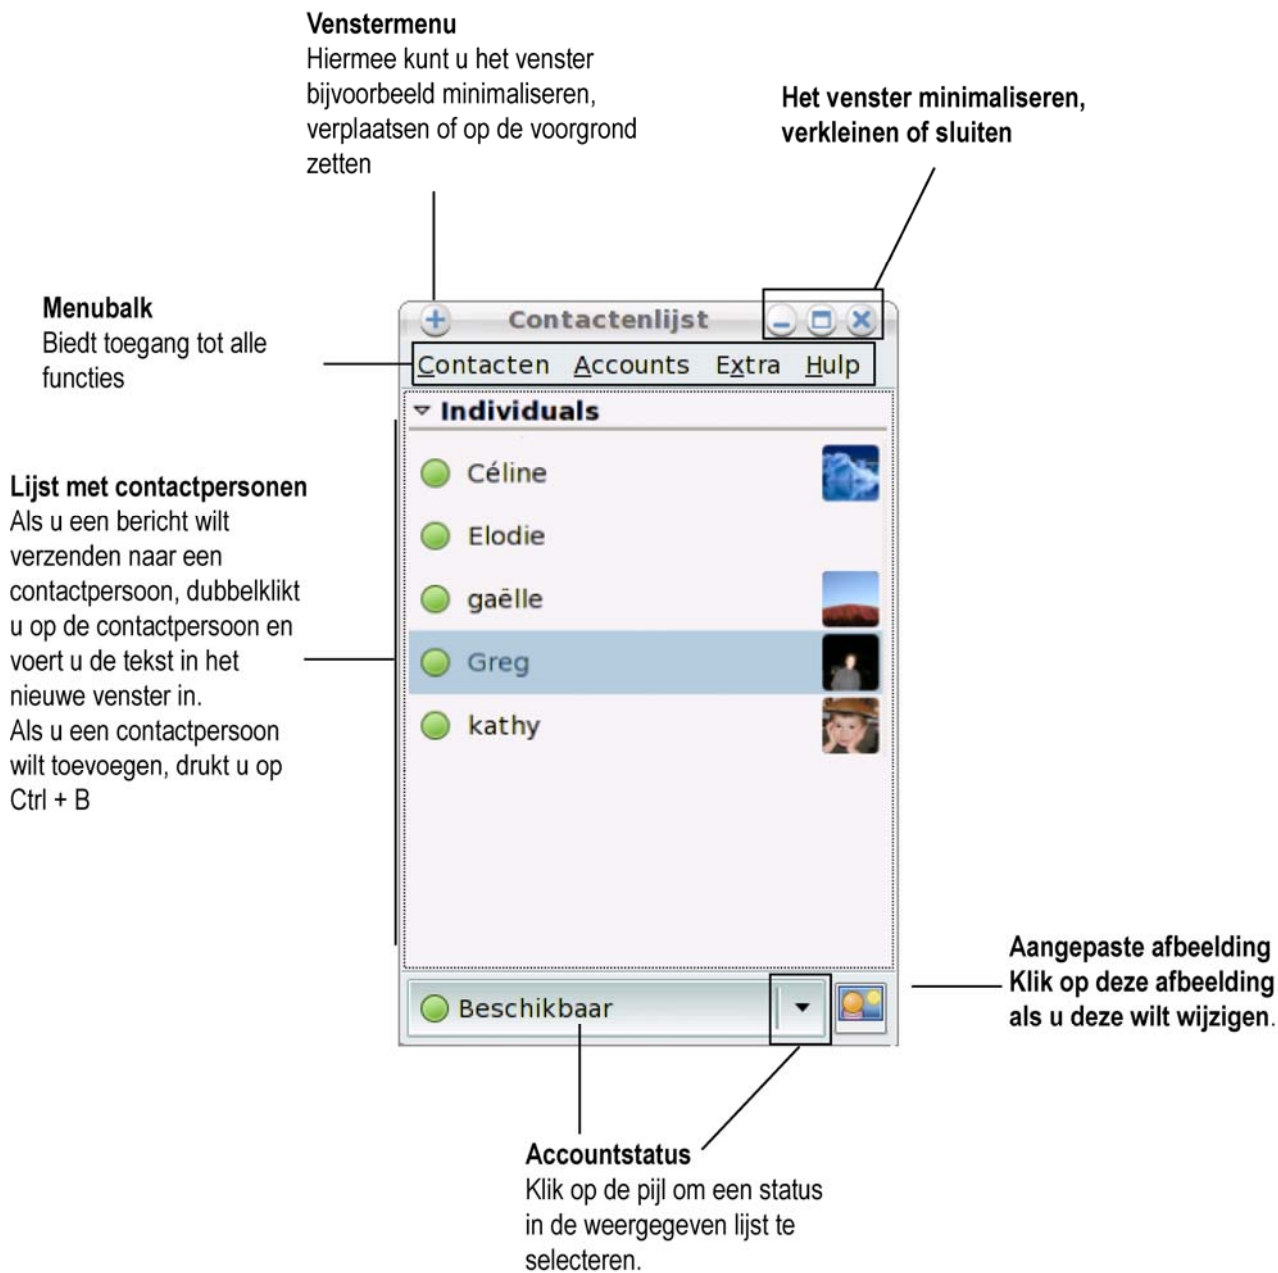 Venstermenu
Hiermee kunt u het venster
bijvoorbeeld minimaliseren,
verplaatsen of op de voorgrond
zetten
Het venster minimaliseren,
verkleinen of sluiten
Menubalk
Biedt toegang tot alle
functies
Contactenlijst
Contacten Accounts Extra Hulp
Individuals
Céline
Elodie
gaëlle
Greg
kathy
Lijst met contactpersonen
Als u een bericht wilt
verzenden naar een
contactpersoon, dubbelklikt
u op de contactpersoon en
voert u de tekst in het
nieuwe venster in.
Als u een contactpersoon
wilt toevoegen, drukt u op
Ctrl + B
Beschikbaar
Aangepaste afbeelding
Klik op deze afbeelding
als u deze wilt wijzigen.
Accountstatus
Klik op de pijl om een status
in de weergegeven lijst te
selecteren.